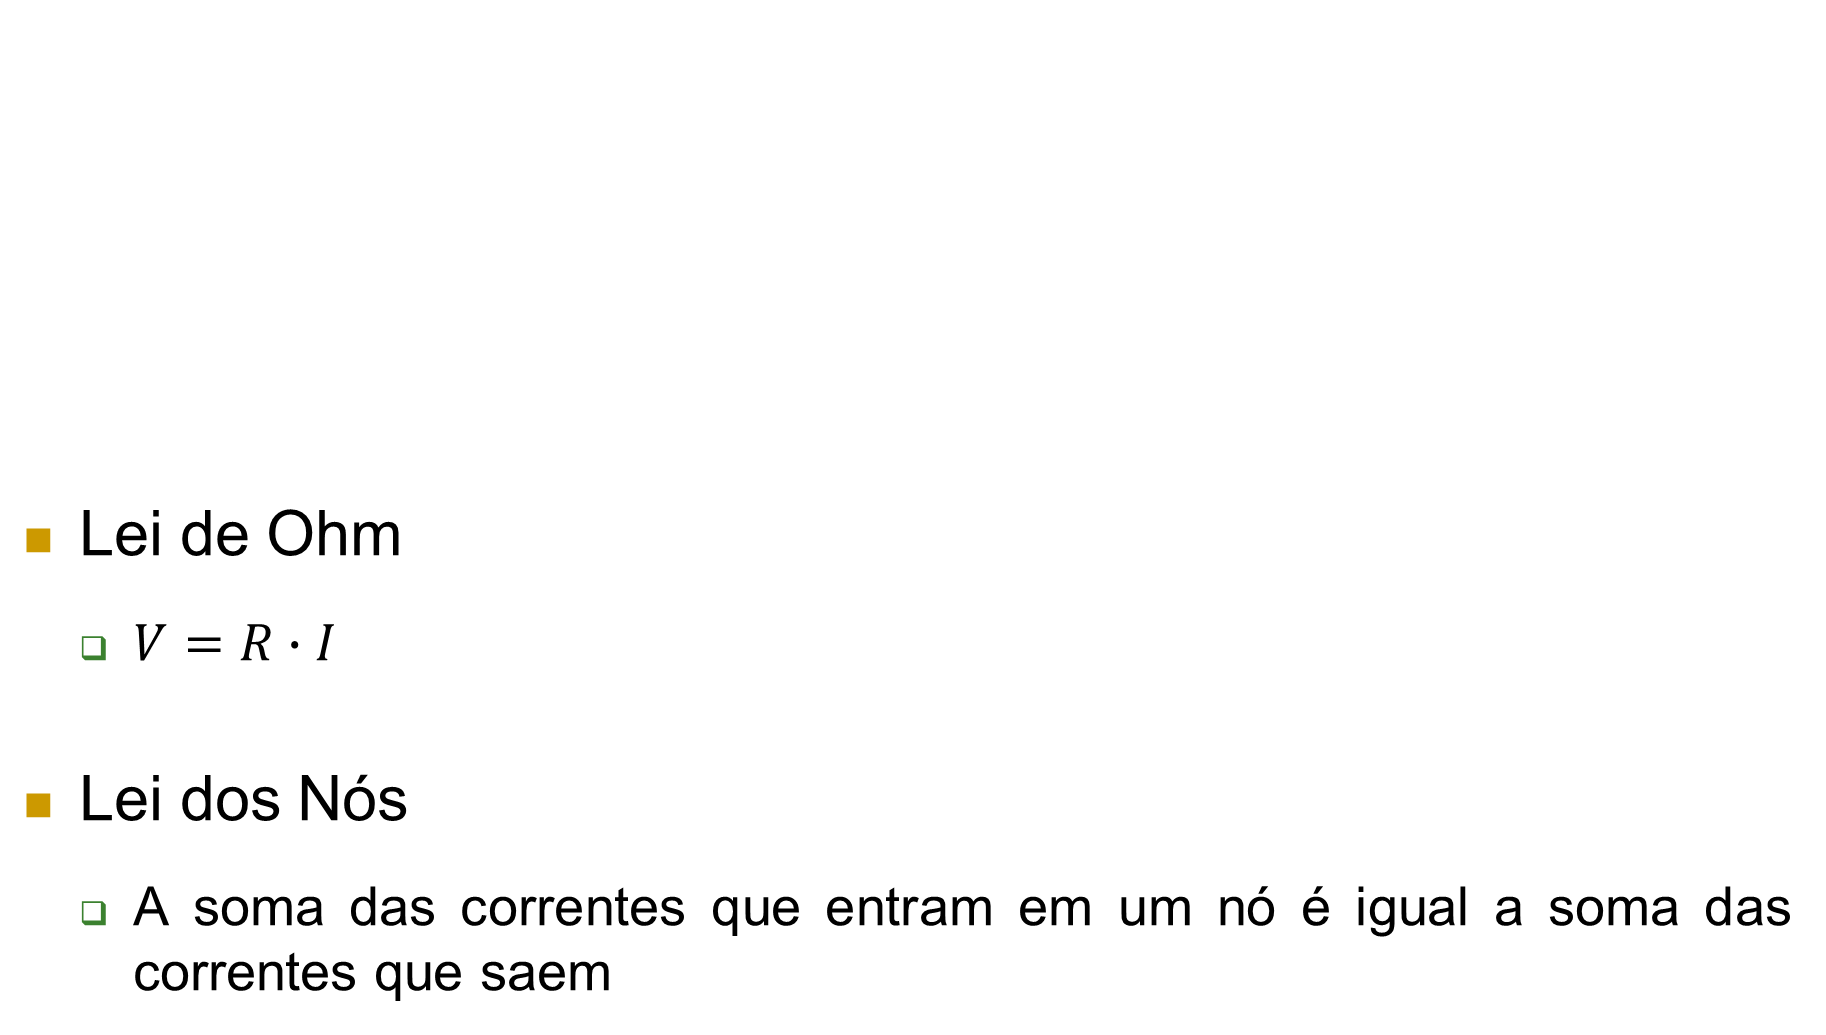 Lei de Ohm
V = R · I
Lei dos Nós
A soma das correntes que entram em um nó é igual a soma das
correntes que saem